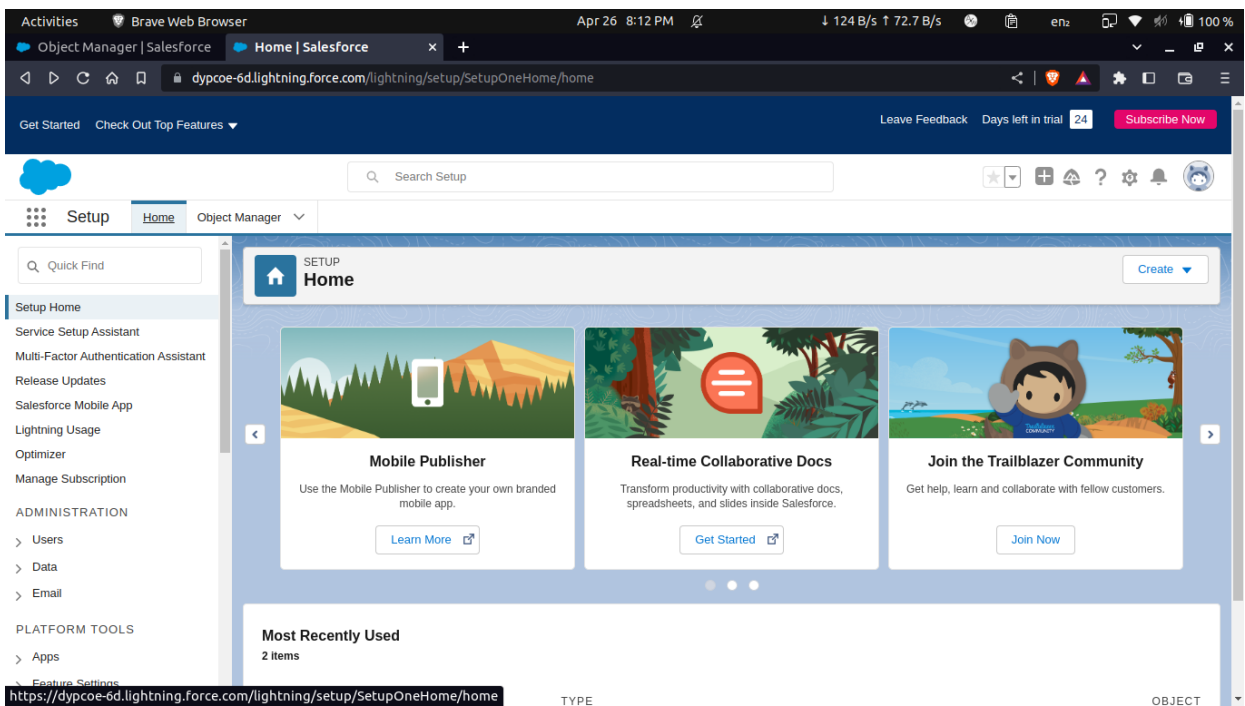 Activities Brave Web Browser Apr 26 8:12 PM ↓ 124 B/s ↑ 72.7 B/s en₂ 100 %
Object Manager | Salesforce Home | Salesforce × +
dypcoe-6d.lightning.force.com/lightning/setup/SetupOneHome/home
Get Started Check Out Top Features Leave Feedback Days left in trial 24 Subscribe Now
Search Setup
Setup Home Object Manager
Quick Find
SETUP
Home
Create
Setup Home
Service Setup Assistant
Multi-Factor Authentication Assistant
Release Updates
Salesforce Mobile App
Lightning Usage
Optimizer
Manage Subscription
ADMINISTRATION
Users
Data
Email
PLATFORM TOOLS
Apps
Feature Settings
Mobile Publisher
Use the Mobile Publisher to create your own branded
mobile app.
Learn More
Real-time Collaborative Docs
Transform productivity with collaborative docs,
spreadsheets, and slides inside Salesforce.
Get Started
Trailblazer
COMMUNITY
Join the Trailblazer Community
Get help, learn and collaborate with fellow customers.
Join Now
Most Recently Used
2 items
TYPE OBJECT
https://dypcoe-6d.lightning.force.com/lightning/setup/SetupOneHome/home